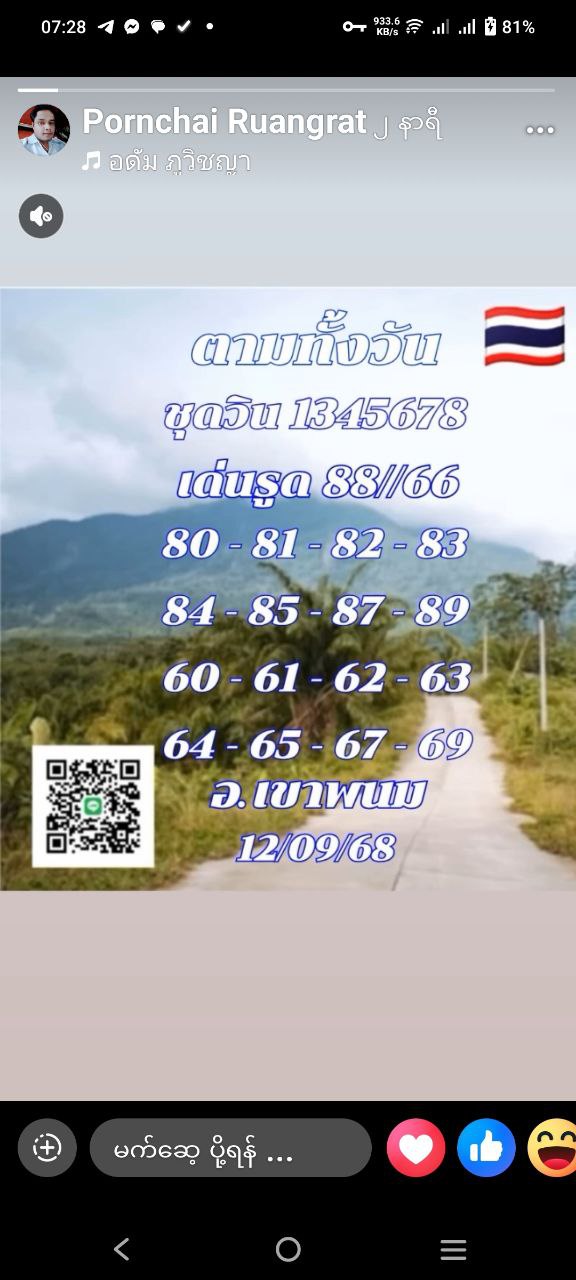 07:28
933.6
KB/s
81%
Pornchai Ruangrat ၂ နာရီ
อดัม ภูวิชญา
ตามทั้งวัน
ชุดวิน 1345678
เด่นรูด 88//66
80 - 81 - 82 - 83
84 - 85 - 87 - 89
60 - 61 - 62 - 63
64 - 65 - 67 - 69
อ.เขาพนม
12/09/68
မက်ဆေ့ ပို့ရန် ...